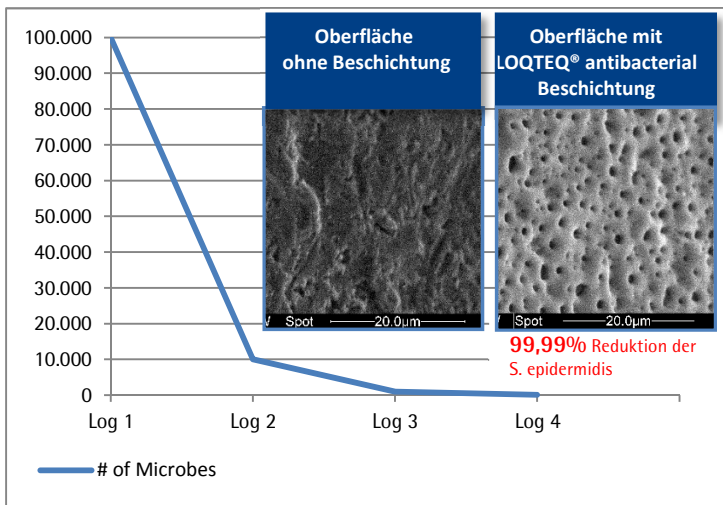 100.000
90.000
80.000
70.000
60.000
50.000
40.000
30.000
20.000
10.000
0
Log 1
Log 2
Log 3
Log 4
# of Microbes
Oberfläche
ohne Beschichtung
Spot
20.0µm
Oberfläche mit
LOQTEQ® antibacterial
Beschichtung
V Spot
20.0µm
99,99% Reduktion der
S. epidermidis